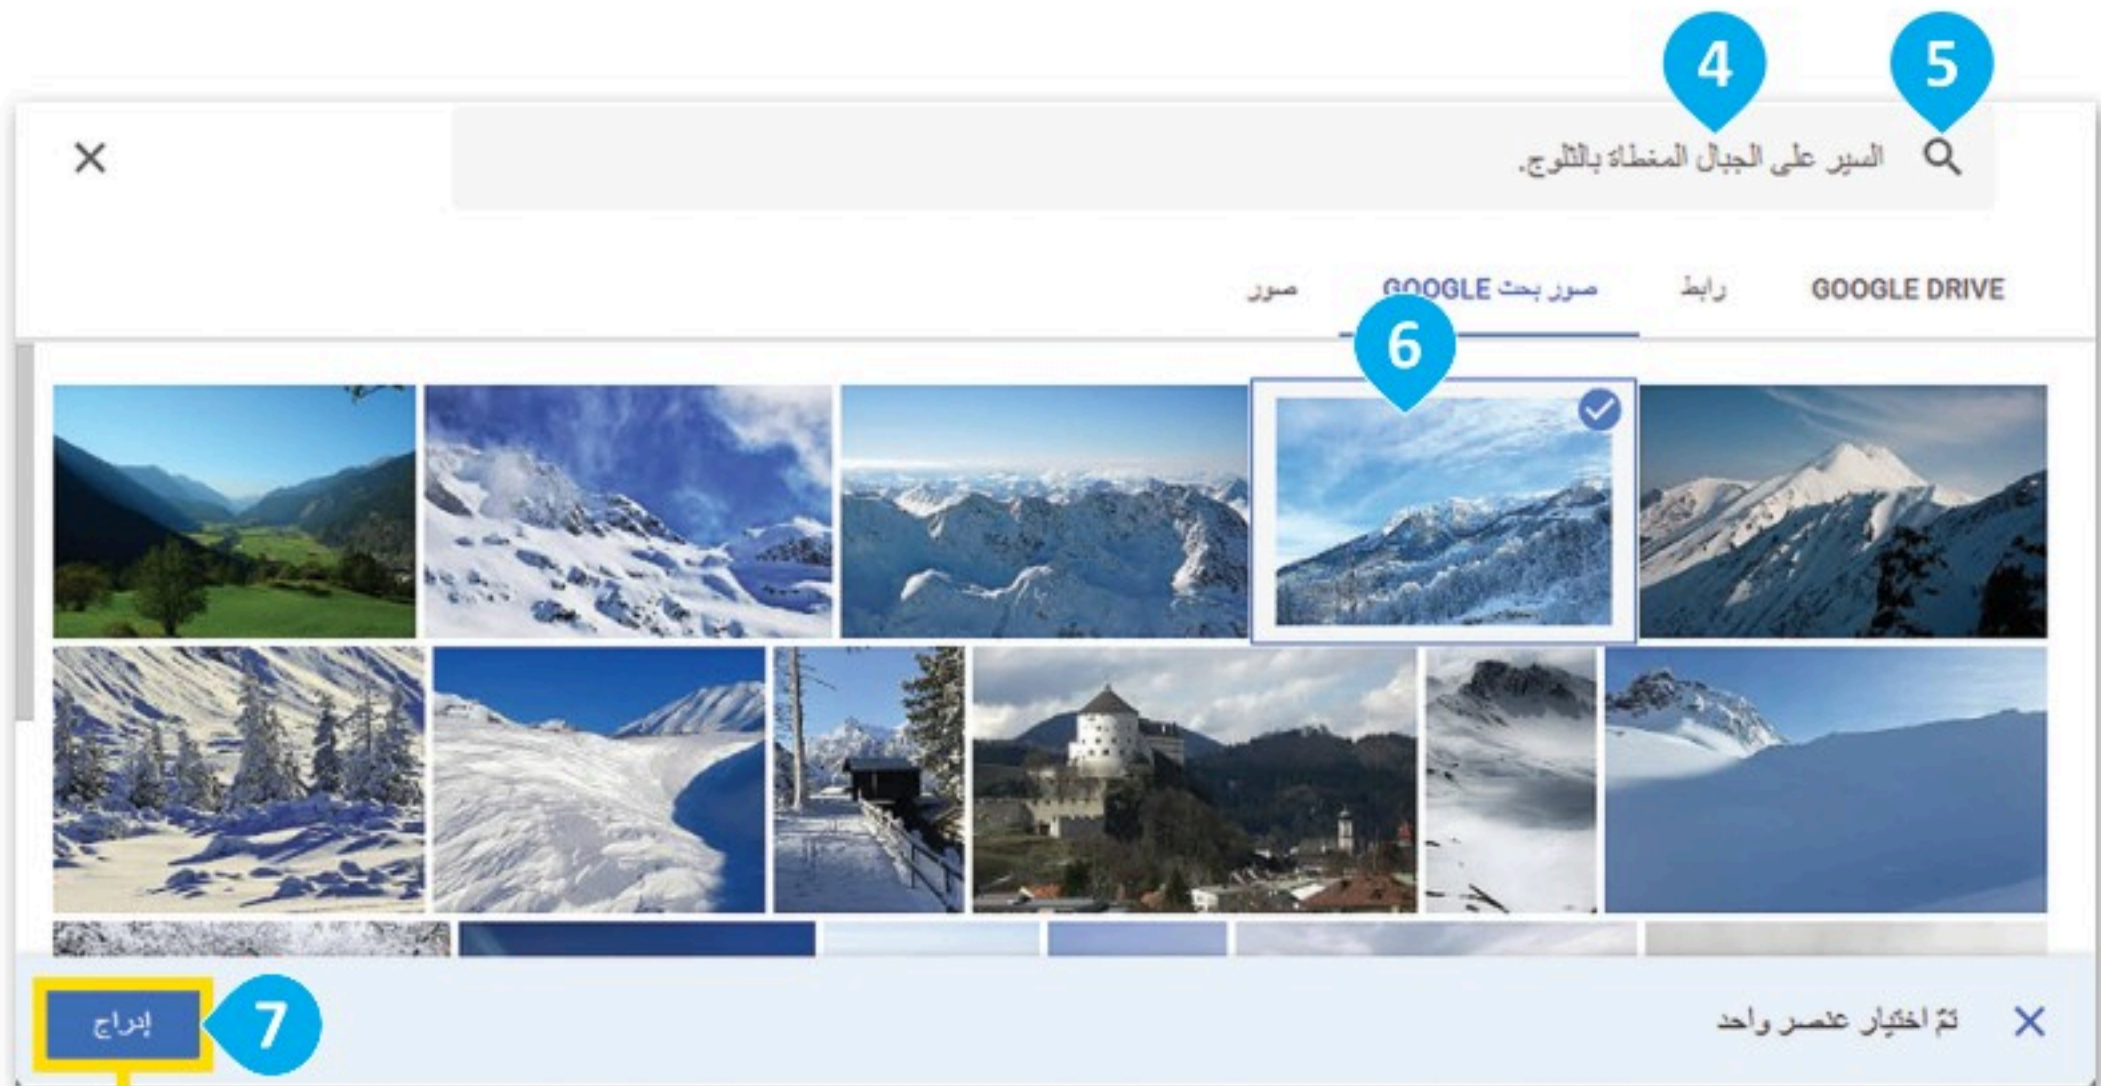 4 5
السير على الجبال المغطاة بالثلوج.
GOOGLE DRIVE رابط صور بحث GOOGLE صور
6
تمّ اختيار عنصر واحد
7 إدراج